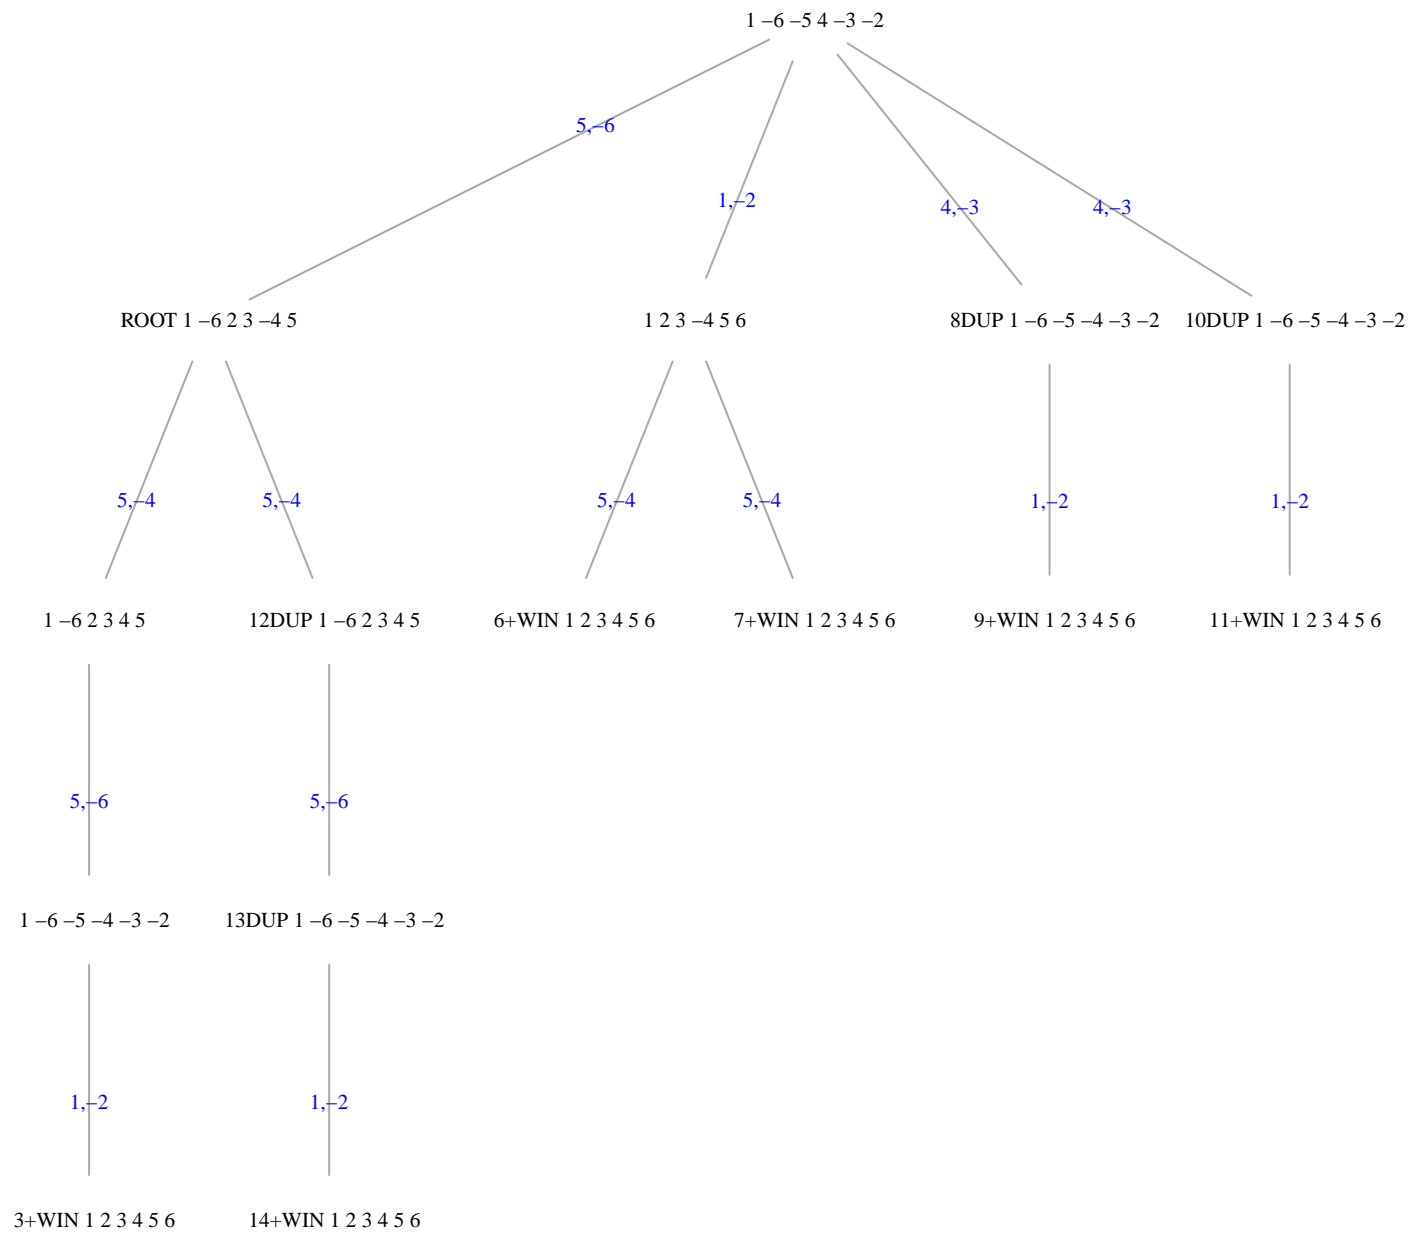 1 –6 –5 4 –3 –2
5,–6
1,–2
4,–3
4,–3
ROOT 1 –6 2 3 –4 5
1 2 3 –4 5 6
8DUP 1 –6 –5 –4 –3 –2
10DUP 1 –6 –5 –4 –3 –2
5,–4
5,–4
5,–4
5,–4
1,–2
1,–2
1 –6 2 3 4 5
12DUP 1 –6 2 3 4 5
6+WIN 1 2 3 4 5 6
7+WIN 1 2 3 4 5 6
9+WIN 1 2 3 4 5 6
11+WIN 1 2 3 4 5 6
5,–6
5,–6
1 –6 –5 –4 –3 –2
13DUP 1 –6 –5 –4 –3 –2
1,–2
1,–2
3+WIN 1 2 3 4 5 6
14+WIN 1 2 3 4 5 6